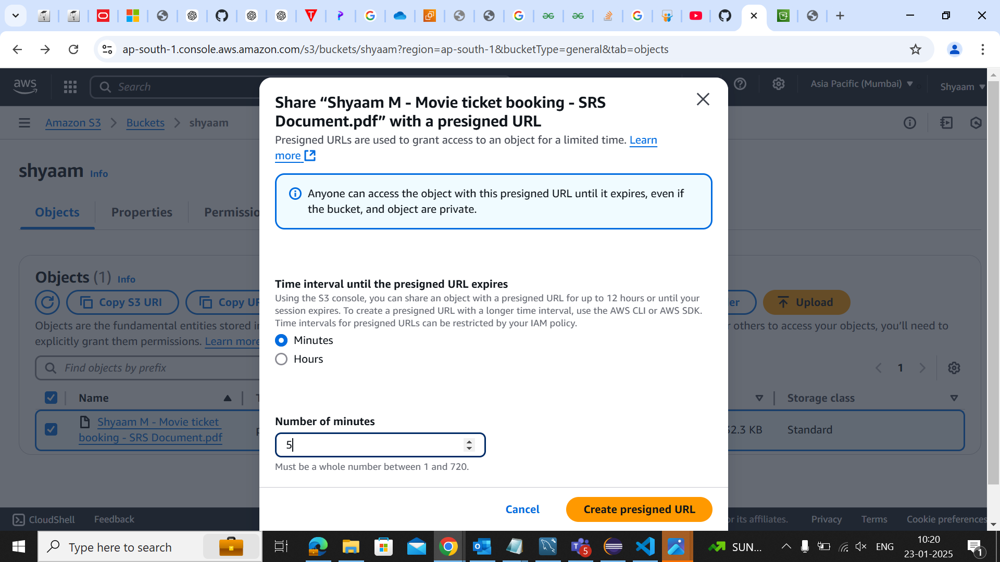 ap-south-1.console.aws.amazon.com/s3/buckets/shyaam?region=ap-south-1&bucketType=general&tab=objects
aws
Search
Asia Pacific (Mumbai)
Shyaam
Amazon S3
Buckets
shyaam
shyaam
Info
Objects
Properties
Permissio
Objects (1)
Info
Copy S3 URI
Copy UR
er
Upload
Objects are the fundamental entities stored i
r others to access your objects, you’ll need to
explicitly grant them permissions. Learn more
Find objects by prefix
1
Name
Storage class
Shyaam M - Movie ticket
booking - SRS Document.pdf
2.3 KB
Standard
Share “Shyaam M - Movie ticket booking - SRS
Document.pdf” with a presigned URL
Presigned URLs are used to grant access to an object for a limited time. Learn
more
Anyone can access the object with this presigned URL until it expires, even if
the bucket, and object are private.
Time interval until the presigned URL expires
Using the S3 console, you can share an object with a presigned URL for up to 12 hours or until your
session expires. To create a presigned URL with a longer time interval, use the AWS CLI or AWS SDK.
Time intervals for presigned URLs can be restricted by your IAM policy.
Minutes
Hours
Number of minutes
5
Must be a whole number between 1 and 720.
Cancel
Create presigned URL
CloudShell
Feedback
or its affiliates.
Privacy
Terms
Cookie preferences
Type here to search
5
SUN...
ENG
10:20
23-01-2025
1